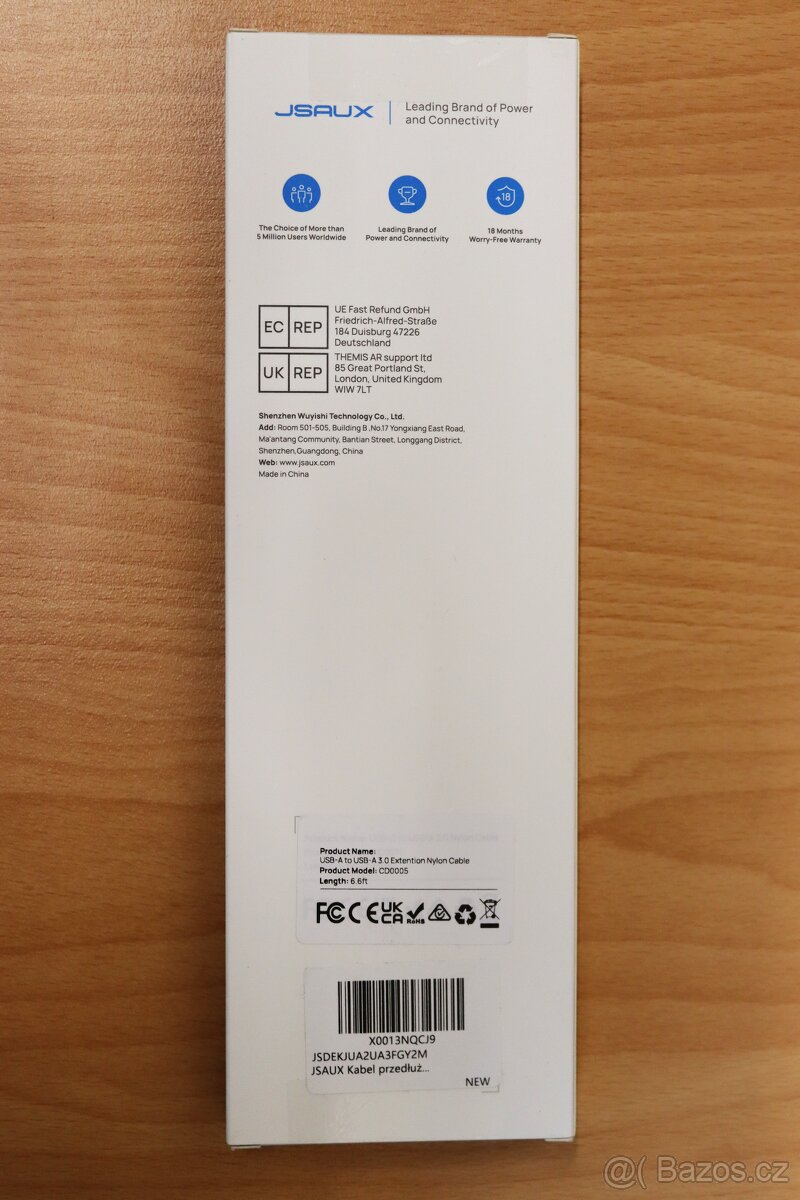 JSAUX
Leading Brand of Power
and Connectivity
The Choice of More than
5 Million Users Worldwide
Leading Brand of
Power and Connectivity
18
18 Months
Worry-Free Warranty
EC REP
UE Fast Refund GmbH
Friedrich-Alfred-Straße
184 Duisburg 47226
Deutschland
UK REP
THEMIS AR support ltd
85 Great Portland St,
London, United Kingdom
WIW 7LT
Shenzhen Wuyishi Technology Co., Ltd.
Add: Room 501-505, Building B ,No.17 Yongxiang East Road,
Ma'antang Community, Bantian Street, Longgang District,
Shenzhen,Guangdong, China
Web: www.jsaux.com
Made in China
Product Name:
USB-A to USB-A 3.0 Extention Nylon Cable
Product Model: CD0005
Length: 6.6ft
FC CE UK CA RoHS
X0013NQCJ9
JSDEKJUA2UA3FGY2M
JSAUX Kabel przedłuż...
NEW
@( Bazos.cz